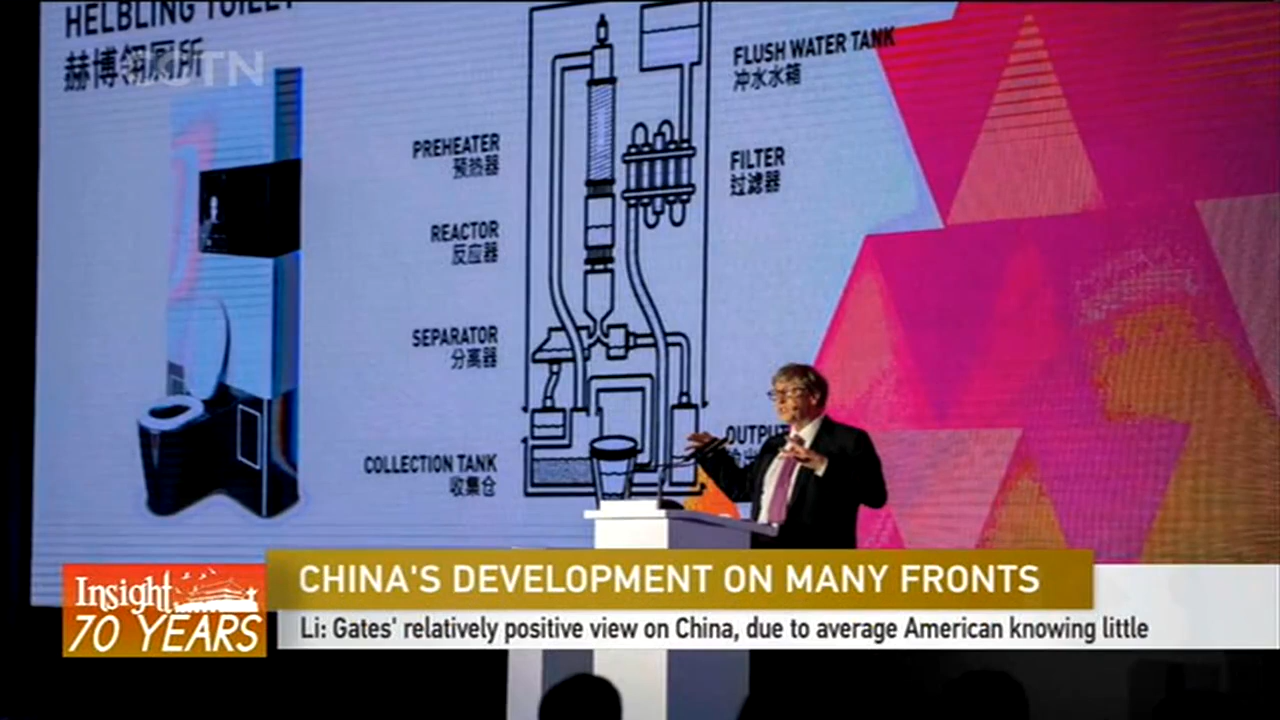 HELBLING TOILET
赫博翎厕所
CGTN
FLUSH WATER TANK
冲水水箱
PREHEATER
预热器
FILTER
过滤器
REACTOR
反应器
SEPARATOR
分离器
OUTPUT
COLLECTION TANK
收集仓
CHINA'S DEVELOPMENT ON MANY FRONTS
Insight
70 YEARS
Li: Gates' relatively positive view on China, due to average American knowing little